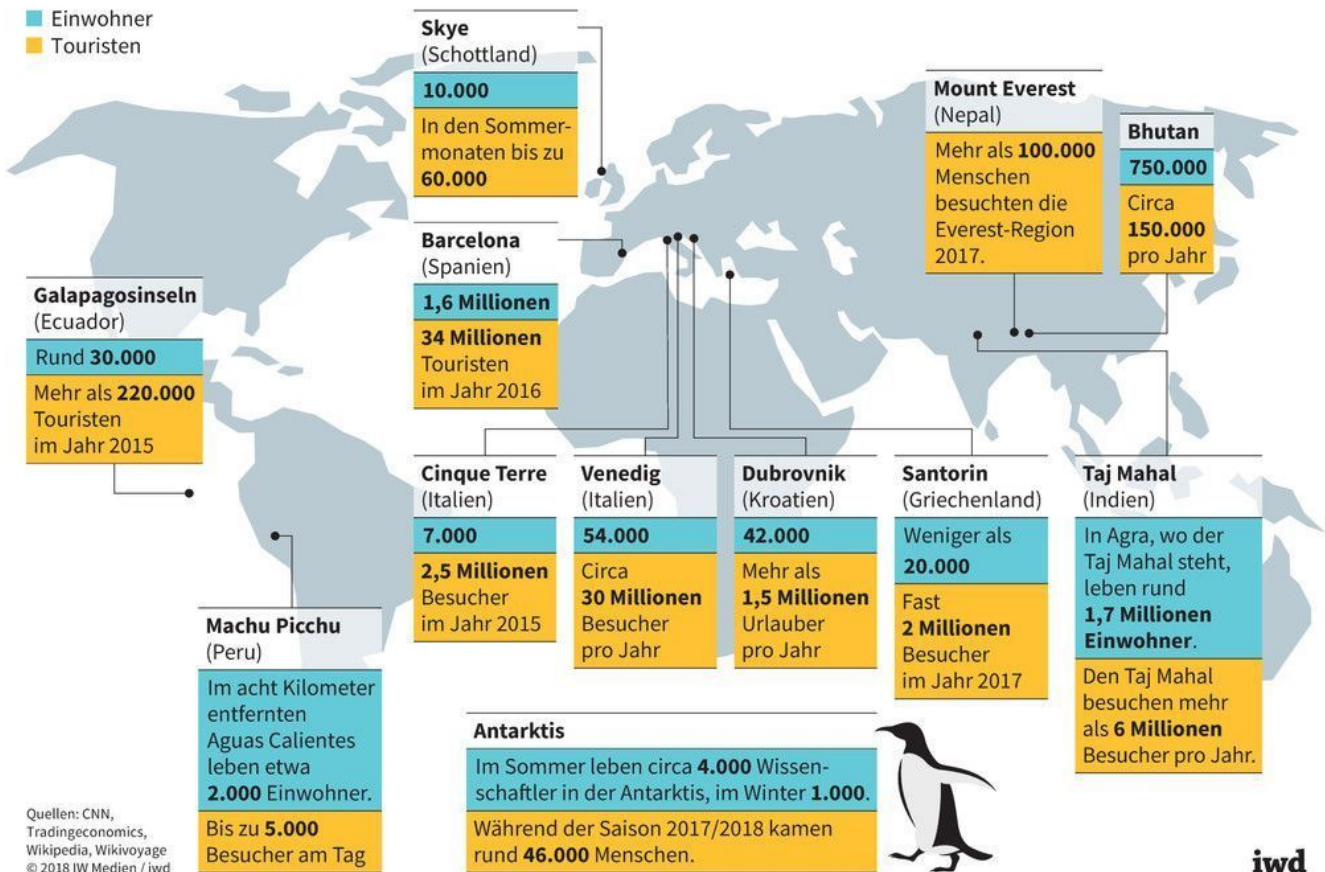 Einwohner
Touristen
Skye
(Schottland)
10.000
In den Sommer-
monaten bis zu
60.000
Mount Everest
(Nepal)
Mehr als 100.000
Menschen
besuchten die
Everest-Region
2017.
Bhutan
750.000
Circa
150.000
pro Jahr
Barcelona
(Spanien)
1,6 Millionen
34 Millionen
Touristen
im Jahr 2016
Galapagosinseln
(Ecuador)
Rund 30.000
Mehr als 220.000
Touristen
im Jahr 2015
Cinque Terre
(Italien)
7.000
2,5 Millionen
Besucher
im Jahr 2015
Venedig
(Italien)
54.000
Circa
30 Millionen
Besucher
pro Jahr
Dubrovnik
(Kroatien)
42.000
Mehr als
1,5 Millionen
Urlauber
pro Jahr
Santorin
(Griechenland)
Weniger als
20.000
Fast
2 Millionen
Besucher
im Jahr 2017
Taj Mahal
(Indien)
In Agra, wo der
Taj Mahal steht,
leben rund
1,7 Millionen
Einwohner.
Den Taj Mahal
besuchen mehr
als 6 Millionen
Besucher pro Jahr.
Machu Picchu
(Peru)
Im acht Kilometer
entfernten
Aguas Calientes
leben etwa
2.000 Einwohner.
Bis zu 5.000
Besucher am Tag
Antarktis
Im Sommer leben circa 4.000 Wissen-
schaftler in der Antarktis, im Winter 1.000.
Während der Saison 2017/2018 kamen
rund 46.000 Menschen.
Quellen: CNN,
Tradingeconomics,
Wikipedia, Wikivoyage
© 2018 IW Medien / iwd
iwd